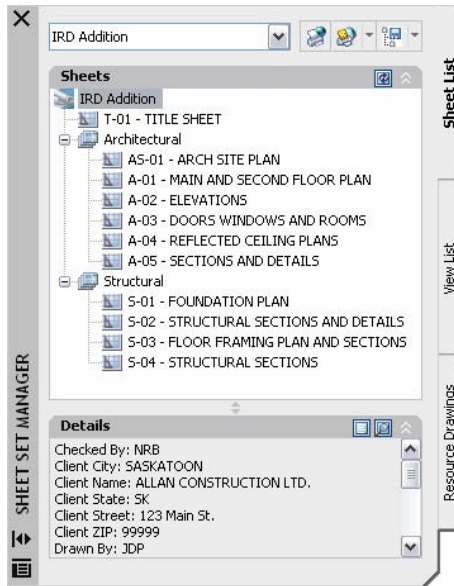 IRD Addition
Sheets
IRD Addition
T-01 - TITLE SHEET
Architectural
AS-01 - ARCH SITE PLAN
A-01 - MAIN AND SECOND FLOOR PLAN
A-02 - ELEVATIONS
A-03 - DOORS WINDOWS AND ROOMS
A-04 - REFLECTED CEILING PLANS
A-05 - SECTIONS AND DETAILS
Structural
S-01 - FOUNDATION PLAN
S-02 - STRUCTURAL SECTIONS AND DETAILS
S-03 - FLOOR FRAMING PLAN AND SECTIONS
S-04 - STRUCTURAL SECTIONS
Details
Checked By: NRB
Client City: SASKATOON
Client Name: ALLAN CONSTRUCTION LTD.
Client State: SK
Client Street: 123 Main St.
Client ZIP: 99999
Drawn By: JDP
SHEET SET MANAGER
Sheet List
View List
Resource Drawings